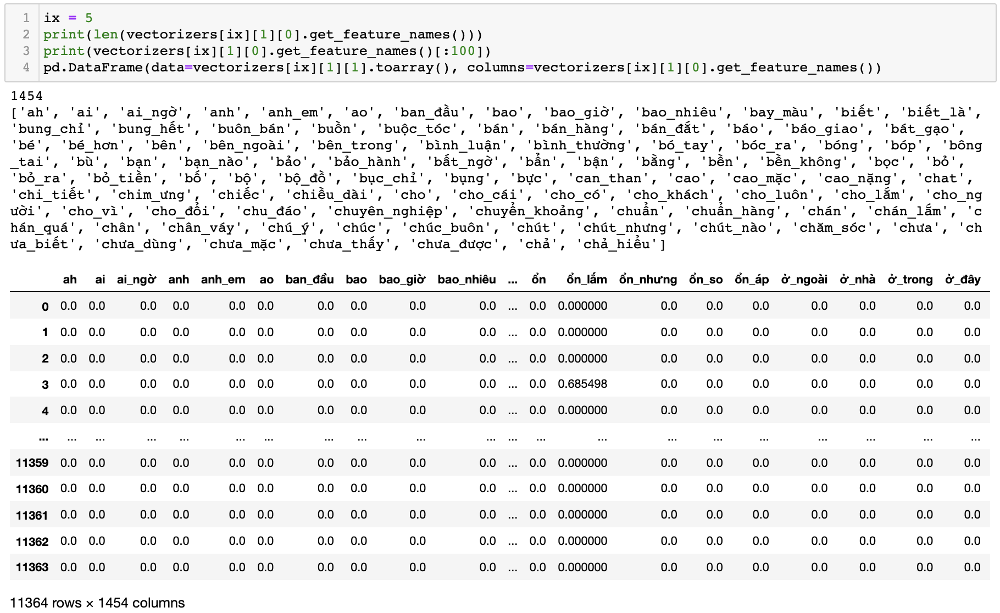 1 ix = 5
2 print(len(vectorizers[ix][1][0].get_feature_names()))
3 print(vectorizers[ix][1][0].get_feature_names()[:100])
4 pd.DataFrame(data=vectorizers[ix][1][1].toarray(), columns=vectorizers[ix][1][0].get_feature_names())
1454
['ah', 'ai', 'ai_ngờ', 'anh', 'anh_em', 'ao', 'ban_đầu', 'bao', 'bao_giờ', 'bao_nhiêu', 'bay_màu', 'biết', 'biết_là',
'bung_chỉ', 'bung_hết', 'buôn_bán', 'buồn', 'buộc_tóc', 'bán', 'bán_hàng', 'bán_đắt', 'báo', 'báo_giao', 'bát_gạo',
'bé', 'bé_hơn', 'bên', 'bên_ngoài', 'bên_trong', 'bình_luận', 'bình_thường', 'bó_tay', 'bóc_ra', 'bóng', 'bóp', 'bông
_tai', 'bù', 'bạn', 'bạn_nào', 'bảo', 'bảo_hành', 'bất_ngờ', 'bẩn', 'bận', 'bằng', 'bền', 'bền_không', 'bọc', 'bỏ',
'bỏ_ra', 'bỏ_tiền', 'bố', 'bộ', 'bộ_đồ', 'bục_chỉ', 'bụng', 'bực', 'can_than', 'cao', 'cao_mặc', 'cao_nặng', 'chat',
'chi_tiết', 'chim_ưng', 'chiếc', 'chiều_dài', 'cho', 'cho_cái', 'cho_có', 'cho_khách', 'cho_luôn', 'cho_lắm', 'cho_ng
ười', 'cho_vì', 'cho_đổi', 'chu_đáo', 'chuyên_nghiệp', 'chuyển_khoảng', 'chuẩn', 'chuẩn_hàng', 'chán', 'chán_lắm', 'c
hán_quá', 'chân', 'chân_váy', 'chú_ý', 'chúc', 'chúc_buôn', 'chút', 'chút_nhưng', 'chút_nào', 'chăm_sóc', 'chưa', 'ch
ưa_biết', 'chưa_dùng', 'chưa_mặc', 'chưa_thấy', 'chưa_được', 'chả', 'chả_hiểu']
ah ai ai_ngờ anh anh_em ao ban_đầu bao bao_giờ bao_nhiêu ... ổn ổn_lắm ổn_nhưng ổn_so ổn_áp ở_ngoài ở_nhà ở_trong ở_đây
0 0.0 0.0 0.0 0.0 0.0 0.0 0.0 0.0 0.0 0.0 ... 0.0 0.000000 0.0 0.0 0.0 0.0 0.0 0.0 0.0
1 0.0 0.0 0.0 0.0 0.0 0.0 0.0 0.0 0.0 0.0 ... 0.0 0.000000 0.0 0.0 0.0 0.0 0.0 0.0 0.0
2 0.0 0.0 0.0 0.0 0.0 0.0 0.0 0.0 0.0 0.0 ... 0.0 0.000000 0.0 0.0 0.0 0.0 0.0 0.0 0.0
3 0.0 0.0 0.0 0.0 0.0 0.0 0.0 0.0 0.0 0.0 ... 0.0 0.685498 0.0 0.0 0.0 0.0 0.0 0.0 0.0
4 0.0 0.0 0.0 0.0 0.0 0.0 0.0 0.0 0.0 0.0 ... 0.0 0.000000 0.0 0.0 0.0 0.0 0.0 0.0 0.0
... ... ... ... ... ... ... ... ... ... ... ... ... ... ... ... ... ... ... ... ...
11359 0.0 0.0 0.0 0.0 0.0 0.0 0.0 0.0 0.0 0.0 ... 0.0 0.000000 0.0 0.0 0.0 0.0 0.0 0.0 0.0
11360 0.0 0.0 0.0 0.0 0.0 0.0 0.0 0.0 0.0 0.0 ... 0.0 0.000000 0.0 0.0 0.0 0.0 0.0 0.0 0.0
11361 0.0 0.0 0.0 0.0 0.0 0.0 0.0 0.0 0.0 0.0 ... 0.0 0.000000 0.0 0.0 0.0 0.0 0.0 0.0 0.0
11362 0.0 0.0 0.0 0.0 0.0 0.0 0.0 0.0 0.0 0.0 ... 0.0 0.000000 0.0 0.0 0.0 0.0 0.0 0.0 0.0
11363 0.0 0.0 0.0 0.0 0.0 0.0 0.0 0.0 0.0 0.0 ... 0.0 0.000000 0.0 0.0 0.0 0.0 0.0 0.0 0.0
11364 rows × 1454 columns